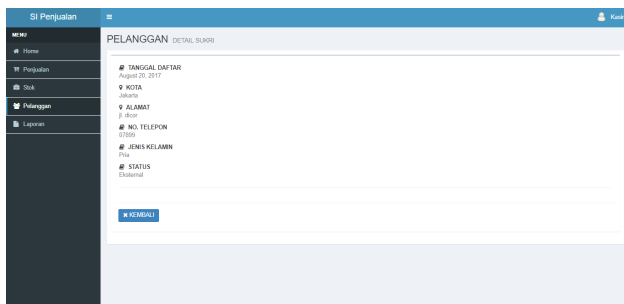 SI Penjualan
Kasir
MENU
Home
Penjualan
Stok
Pelanggan
Laporan
PELANGGAN DETAIL SUKRI
TANGGAL DAFTAR
August 20, 2017
KOTA
Jakarta
ALAMAT
jl. dicor
NO. TELEPON
07899
JENIS KELAMIN
Pria
STATUS
Eksternal
KEMBALI